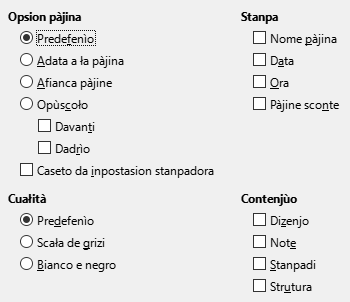 Opsion pàjina
Predefenìo
Adata a ła pàjina
Afianca pàjine
Opùscoło
Davanti
Dadrìo
Caseto da inpostasion stanpadora
Stanpa
Nome pàjina
Data
Ora
Pàjine sconte
Cuałità
Predefenìo
Scała de grizi
Bianco e negro
Contenjùo
Dizenjo
Note
Stanpadi
Strutura